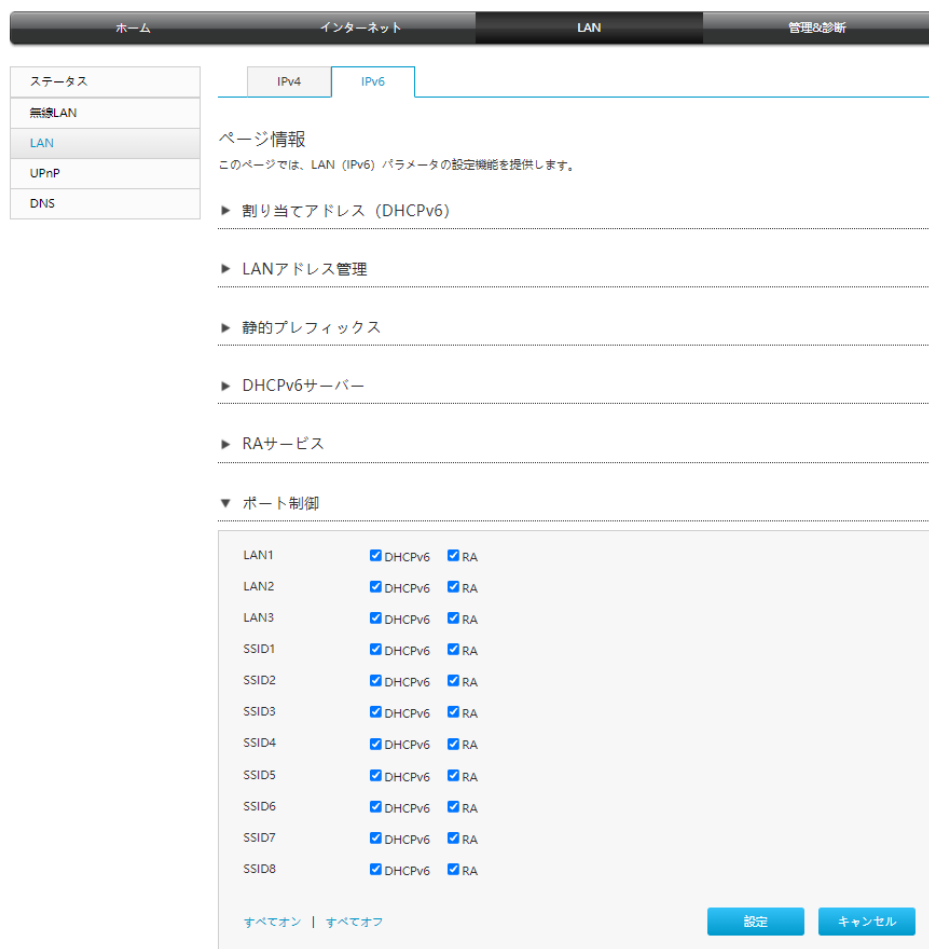 ホーム インターネット LAN 管理&診断
ステータス
無線LAN
LAN
UPnP
DNS
IPv4 IPv6
ページ情報
このページでは、LAN（IPv6）パラメータの設定機能を提供します。
割り当てアドレス（DHCPv6）
LANアドレス管理
静的プレフィックス
DHCPv6サーバー
RAサービス
ポート制御
LAN1 DHCPv6 RA
LAN2 DHCPv6 RA
LAN3 DHCPv6 RA
SSID1 DHCPv6 RA
SSID2 DHCPv6 RA
SSID3 DHCPv6 RA
SSID4 DHCPv6 RA
SSID5 DHCPv6 RA
SSID6 DHCPv6 RA
SSID7 DHCPv6 RA
SSID8 DHCPv6 RA
すべてオン | すべてオフ 設定 キャンセル